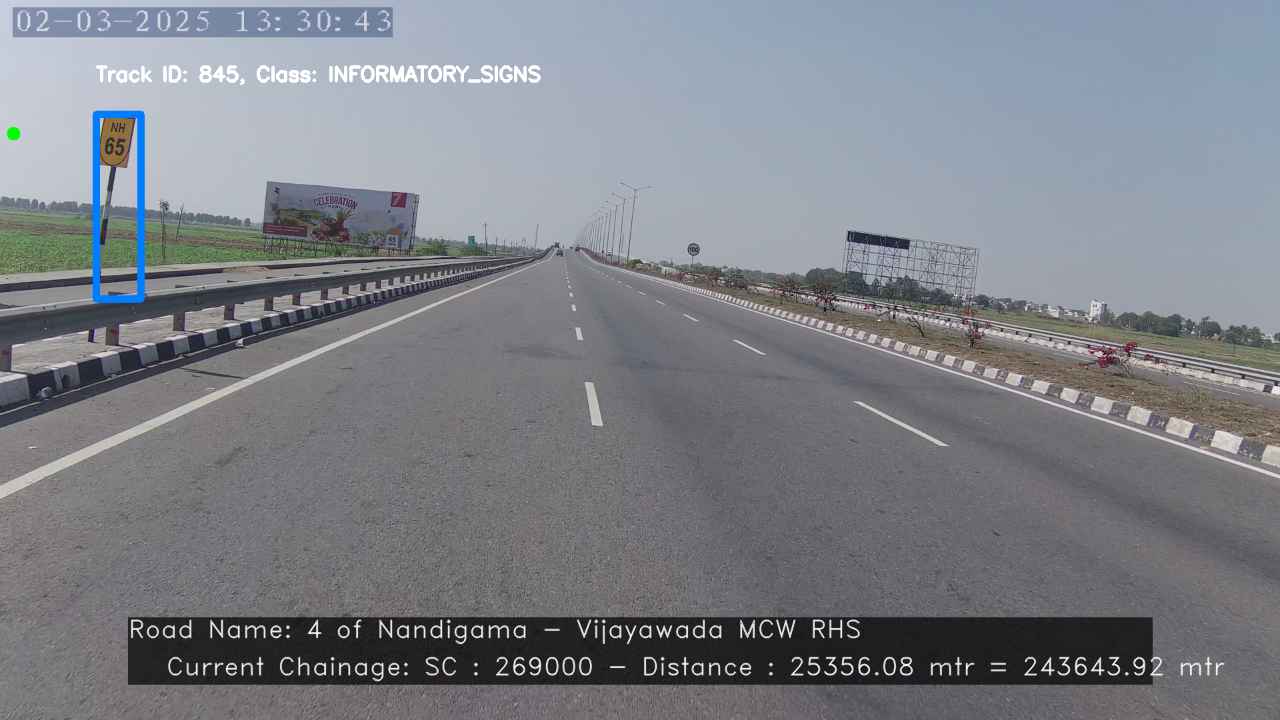 02-03-2025 13:30:43
Track ID: 845, Class: INFORMATORY_SIGNS
NH
65
CELEBRATION
100
Road Name: 4 of Nandigama - Vijayawada MCW RHS
Current Chainage: SC : 269000 - Distance : 25356.08 mtr = 243643.92 mtr